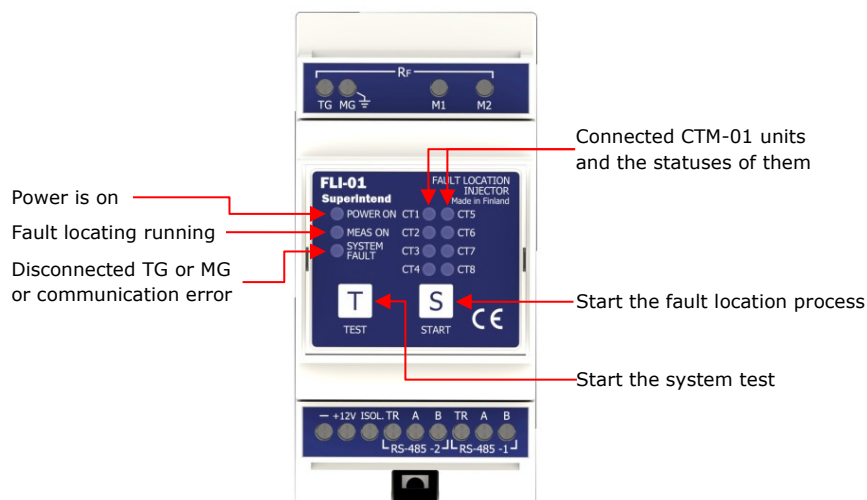 RF
TG MG M1 M2
Connected CTM-01 units
and the statuses of them
FLI-01
Superintend
FAULT LOCATION
INJECTOR
Made in Finland
Power is on
POWER ON CT1 CT5
Fault locating running
MEAS ON CT2 CT6
Disconnected TG or MG
or communication error
SYSTEM
FAULT
CT3 CT7
CT4 CT8
T S
TEST START
CE
Start the fault location process
Start the system test
— +12V ISOL. TR A B TR A B
RS-485 -2 RS-485 -1